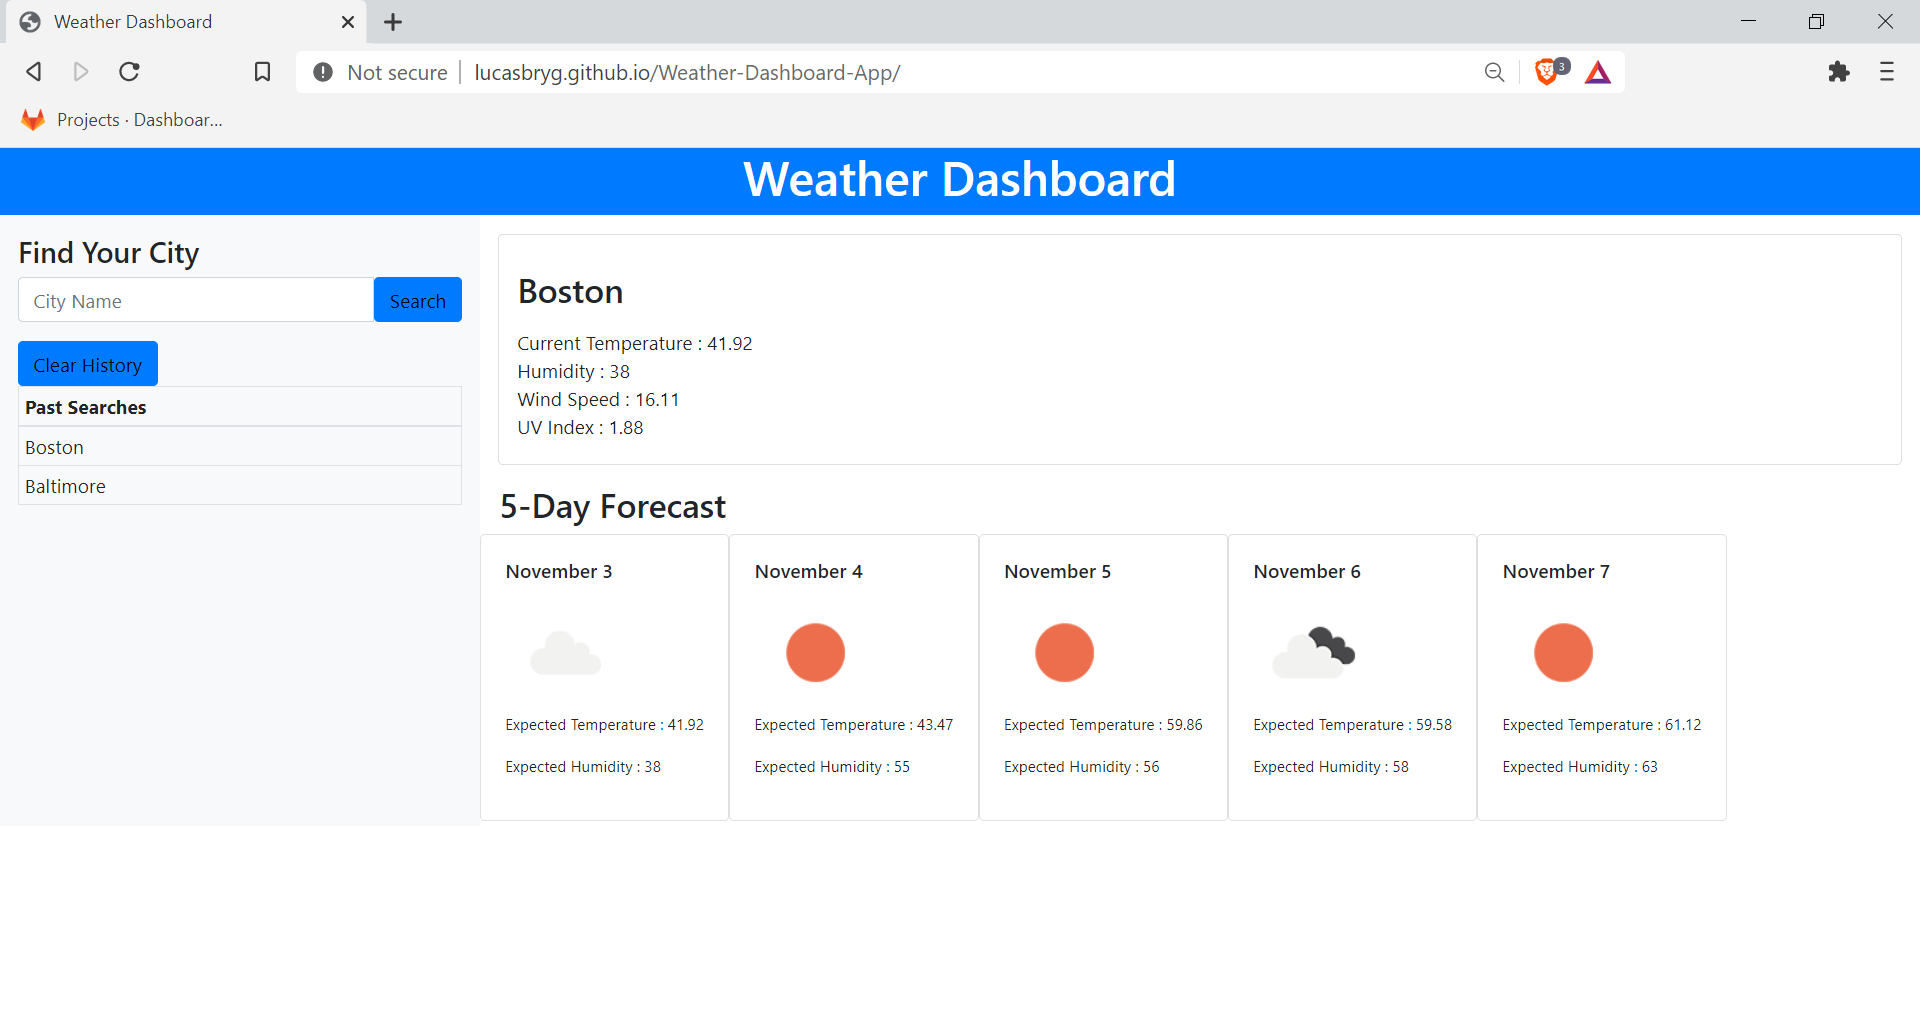 Weather Dashboard
Not secure
lucasbryg.github.io/Weather-Dashboard-App/
3
Projects · Dashboar...
Weather Dashboard
Find Your City
City Name
Search
Clear History
Past Searches
Boston
Baltimore
Boston
Current Temperature : 41.92
Humidity : 38
Wind Speed : 16.11
UV Index : 1.88
5-Day Forecast
November 3
Expected Temperature : 41.92
Expected Humidity : 38
November 4
Expected Temperature : 43.47
Expected Humidity : 55
November 5
Expected Temperature : 59.86
Expected Humidity : 56
November 6
Expected Temperature : 59.58
Expected Humidity : 58
November 7
Expected Temperature : 61.12
Expected Humidity : 63